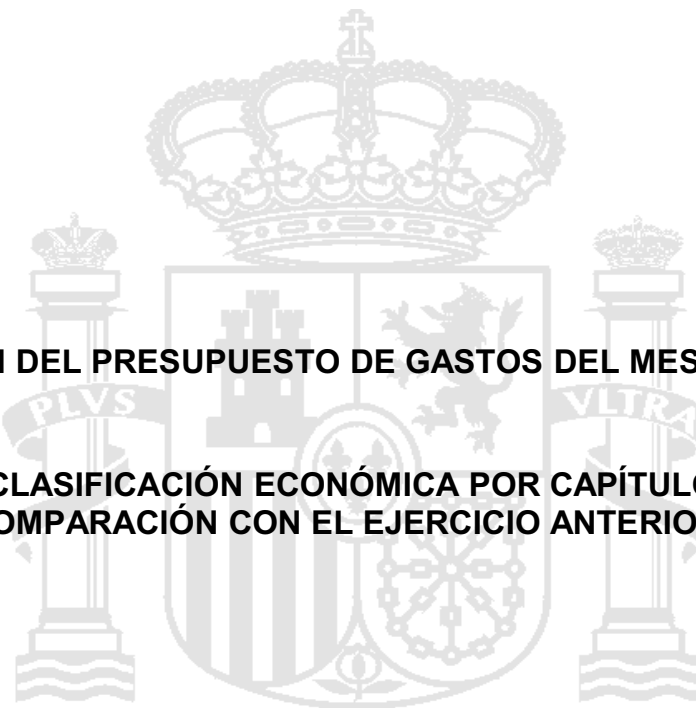 DEL PRESUPUESTO DE GASTOS DEL MES
CLASIFICACIÓN ECONÓMICA POR CAPÍTUL
OMPARACIÓN CON EL EJERCICIO ANTERIO
PLVS
VLTRA